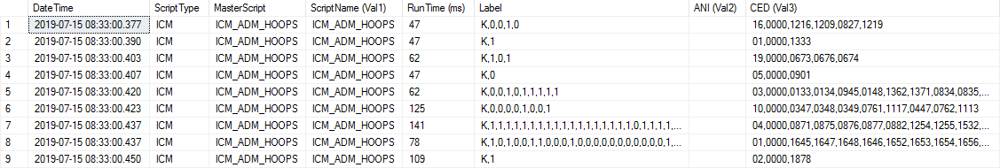 DateTime ScriptType MasterScript ScriptName (Val1) RunTime (ms) Label ANI (Val2) CED (Val3)
1 2019-07-15 08:33:00.377 ICM ICM_ADM_HOOPS ICM_ADM_HOOPS 47 K,0,0,1,0 16,0000,1216,1209,0827,1219
2 2019-07-15 08:33:00.390 ICM ICM_ADM_HOOPS ICM_ADM_HOOPS 47 K,1 01,0000,1333
3 2019-07-15 08:33:00.403 ICM ICM_ADM_HOOPS ICM_ADM_HOOPS 62 K,1,0,1 19,0000,0673,0676,0674
4 2019-07-15 08:33:00.407 ICM ICM_ADM_HOOPS ICM_ADM_HOOPS 47 K,0 05,0000,0901
5 2019-07-15 08:33:00.420 ICM ICM_ADM_HOOPS ICM_ADM_HOOPS 62 K,0,0,1,0,1,1,1,1,1 03,0000,0133,0134,0945,0148,1362,1371,0834,0835,...
6 2019-07-15 08:33:00.423 ICM ICM_ADM_HOOPS ICM_ADM_HOOPS 125 K,0,0,0,0,1,0,0,1 10,0000,0347,0348,0349,0761,1117,0447,0762,1113
7 2019-07-15 08:33:00.437 ICM ICM_ADM_HOOPS ICM_ADM_HOOPS 141 K,1,1,1,1,1,1,1,1,1,1,1,1,1,1,1,1,1,1,0,1,1,1,1,... 04,0000,0871,0875,0876,0877,0882,1254,1255,1532,...
8 2019-07-15 08:33:00.437 ICM ICM_ADM_HOOPS ICM_ADM_HOOPS 78 K,1,0,1,0,0,1,1,0,0,0,1,0,0,0,0,0,0,0,0,0,0,0,1,... 01,0000,1645,1647,1648,1646,1652,1653,1654,1656,...
9 2019-07-15 08:33:00.450 ICM ICM_ADM_HOOPS ICM_ADM_HOOPS 109 K,1 02,0000,1878